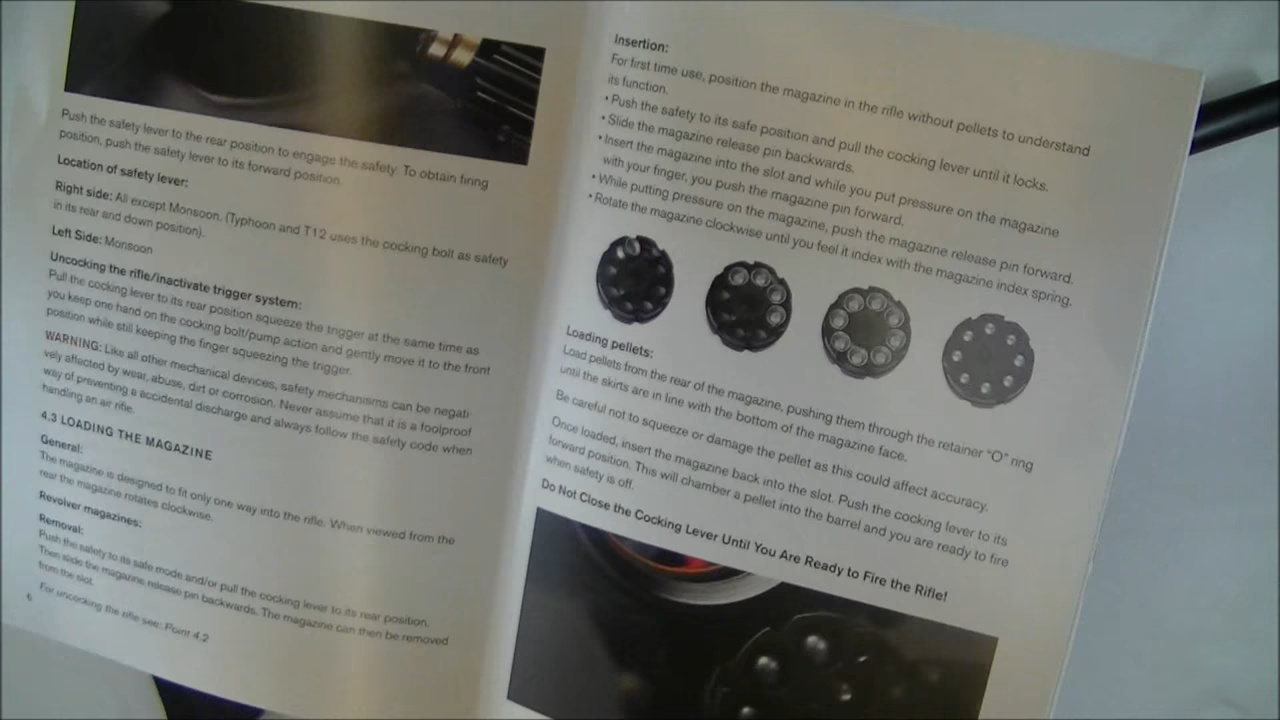 Push the safety lever to the rear position to engage the safety. To obtain firing
position, push the safety lever to its forward position.
Location of safety lever:
Right side: All except Monsoon. (Typhoon and T12 uses the cocking bolt as safety
in its rear and down position).
Left Side: Monsoon
Uncocking the rifle/inactivate trigger system:
Pull the cocking lever to its rear position squeeze the trigger at the same time as
you keep one hand on the cocking bolt/pump action and gently move it to the front
position while still keeping the finger squeezing the trigger.
WARNING: Like all other mechanical devices, safety mechanisms can be negati-
vely affected by wear, abuse, dirt or corrosion. Never assume that it is a foolproof
way of preventing a accidental discharge and always follow the safety code when
handling an air rifle.
4.3 LOADING THE MAGAZINE
General:
The magazine is designed to fit only one way into the rifle. When viewed from the
rear the magazine rotates clockwise.
Revolver magazines:
Removal:
Push the safety to as safe mode and/or pull the cocking lever to its rear position.
Then slide the magazine release pin backwards. The magazine can then be removed
from the slot.
For uncocking the rifle see: Point 4.2
6
Insertion:
For first time use, position the magazine in the rifle without pellets to understand
its function.
• Push the safety to its safe position and pull the cocking lever until it locks.
• Slide the magazine release pin backwards.
• Insert the magazine into the slot and while you put pressure on the magazine
with your finger, you push the magazine pin forward.
• While putting pressure on the magazine, push the magazine release pin forward.
• Rotate the magazine clockwise until you feel it index with the magazine index spring.
Loading pellets:
Load pellets from the rear of the magazine, pushing them through the retainer "O" ring
until the skirts are in line with the bottom of the magazine face.
Be careful not to squeeze or damage the pellet as this could affect accuracy.
Once loaded, insert the magazine back into the slot. Push the cocking lever to its
forward position. This will chamber a pellet into the barrel and you are ready to fire
when safety is off.
Do Not Close the Cocking Lever Until You Are Ready to Fire the Rifle!